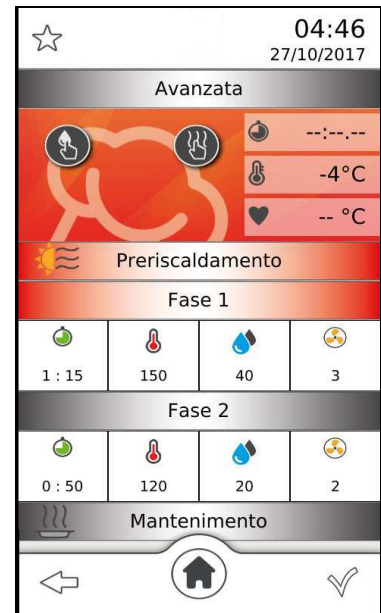 04:46
27/10/2017
Avanzata
--:--.--
-4°C
-- °C
Preriscaldamento
Fase 1
1 : 15 150 40 3
Fase 2
0 : 50 120 20 2
Mantenimento